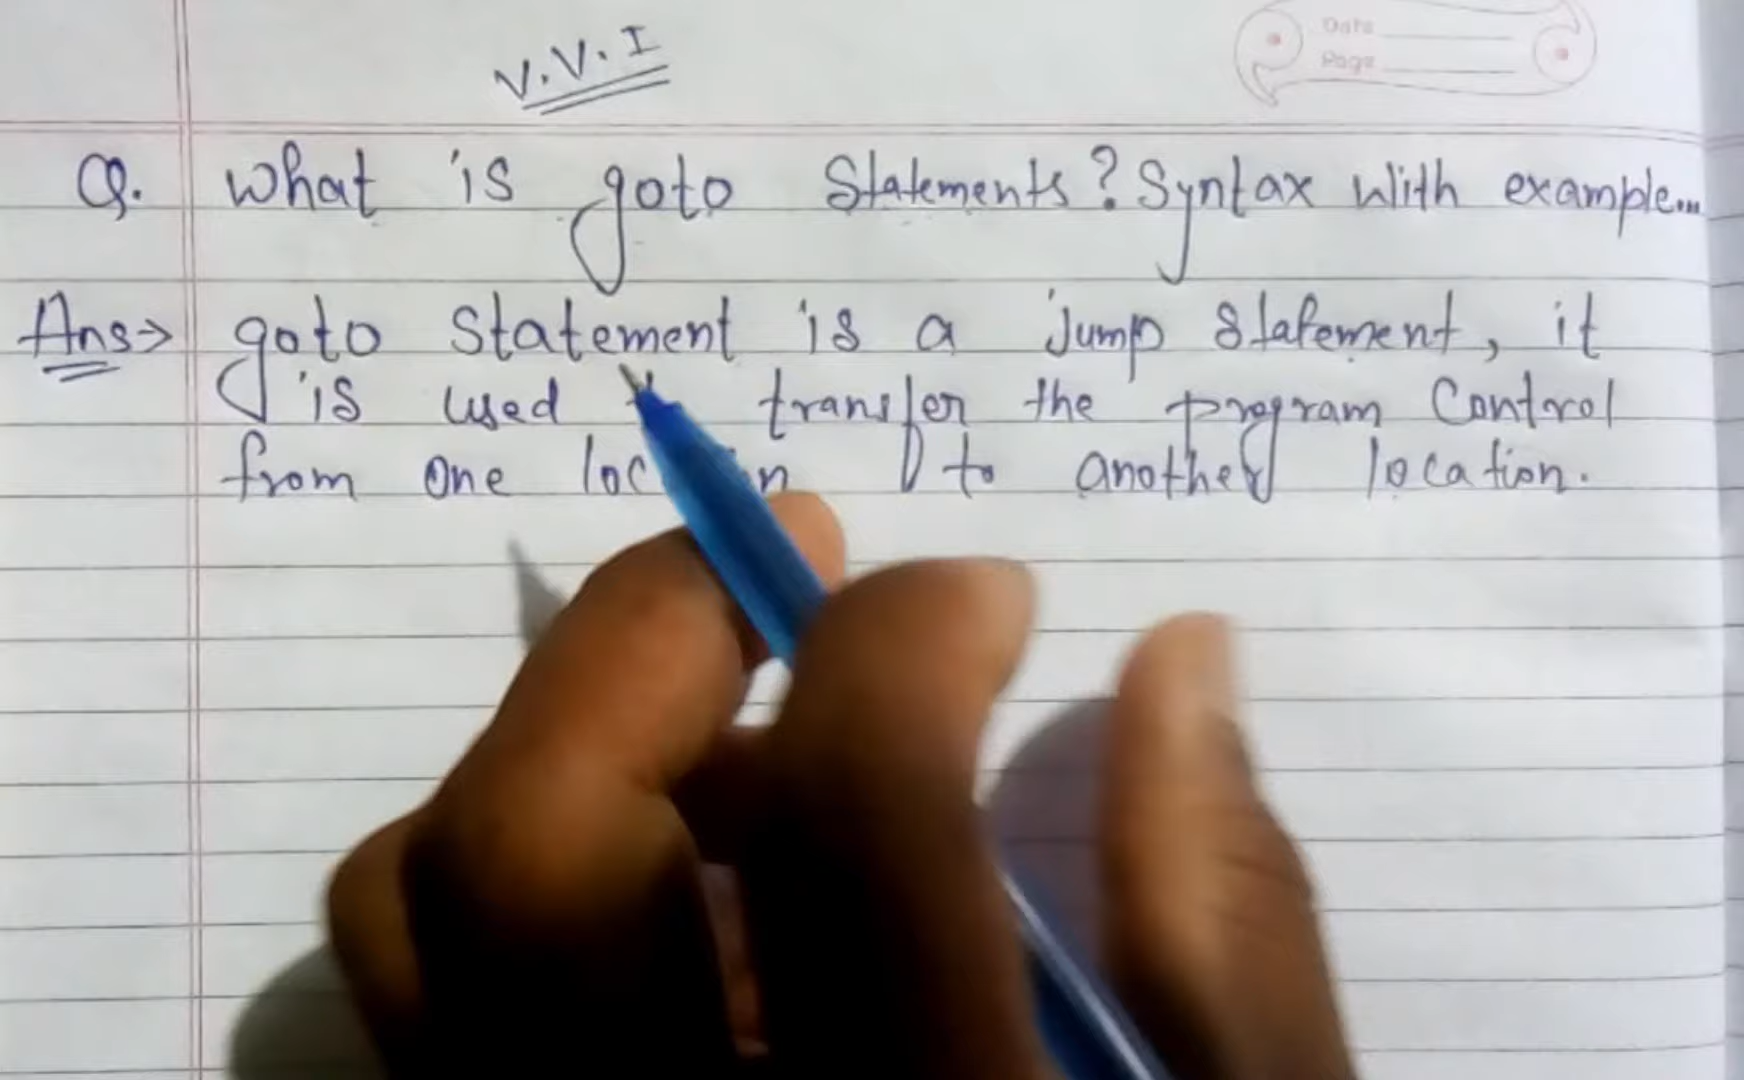 V.V.I
Date
Page
Q. What is goto Statements? Syntax With example...
Ans→ goto statement is a jump statement, it
is used transfer the program Control
from one to another location.